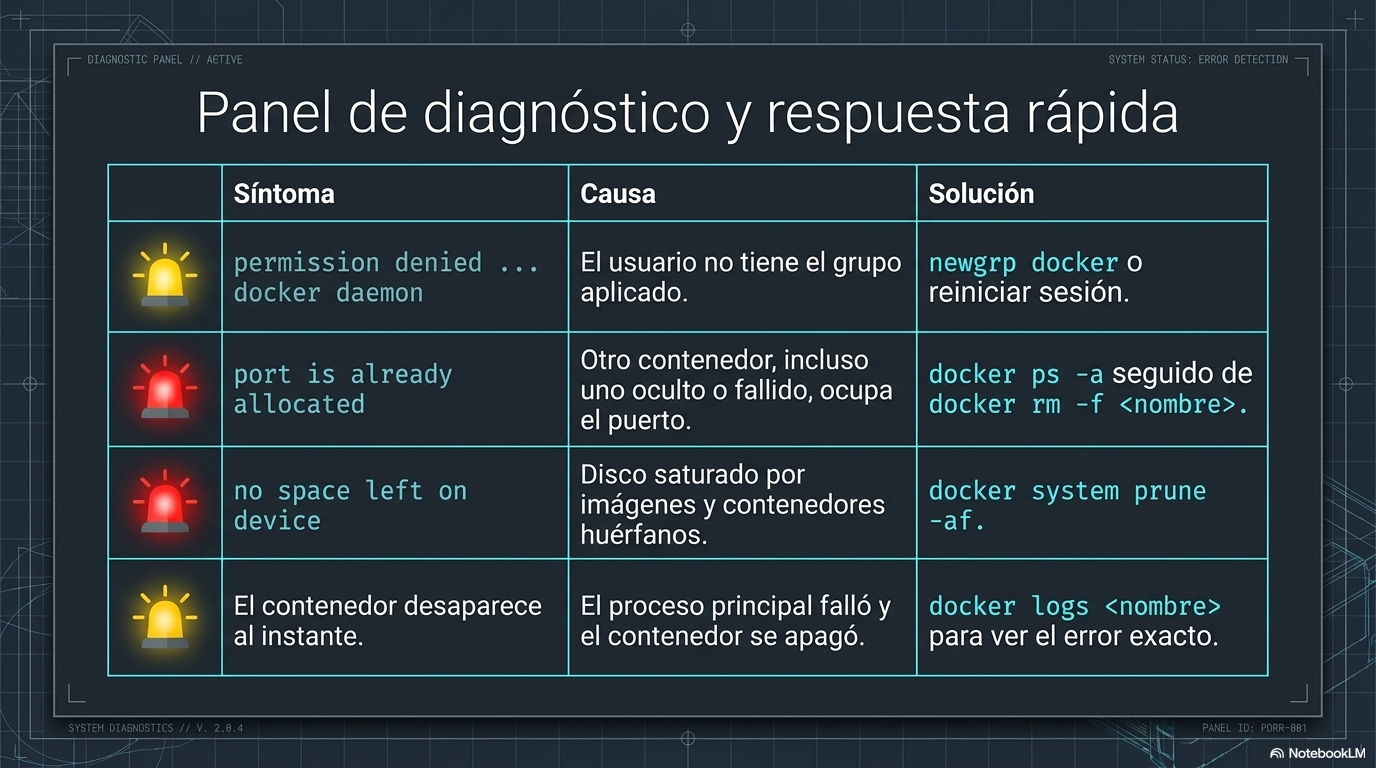 DIAGNOSTIC PANEL // ACTIVE
SYSTEM STATUS: ERROR DETECTION
Panel de diagnóstico y respuesta rápida
Síntoma
Causa
Solución
permission denied ...
docker daemon
El usuario no tiene el grupo
aplicado.
newgrp docker o
reiniciar sesión.
port is already
allocated
Otro contenedor, incluso
uno oculto o fallido, ocupa
el puerto.
docker ps -a seguido de
docker rm -f <nombre>.
no space left on
device
Disco saturado por
imágenes y contenedores
huérfanos.
docker system prune
-af.
El contenedor desaparece
al instante.
El proceso principal falló y
el contenedor se apagó.
docker logs <nombre>
para ver el error exacto.
SYSTEM DIAGNOSTICS // V. 2.0.4
PANEL ID: PDRR-001
NotebookLM